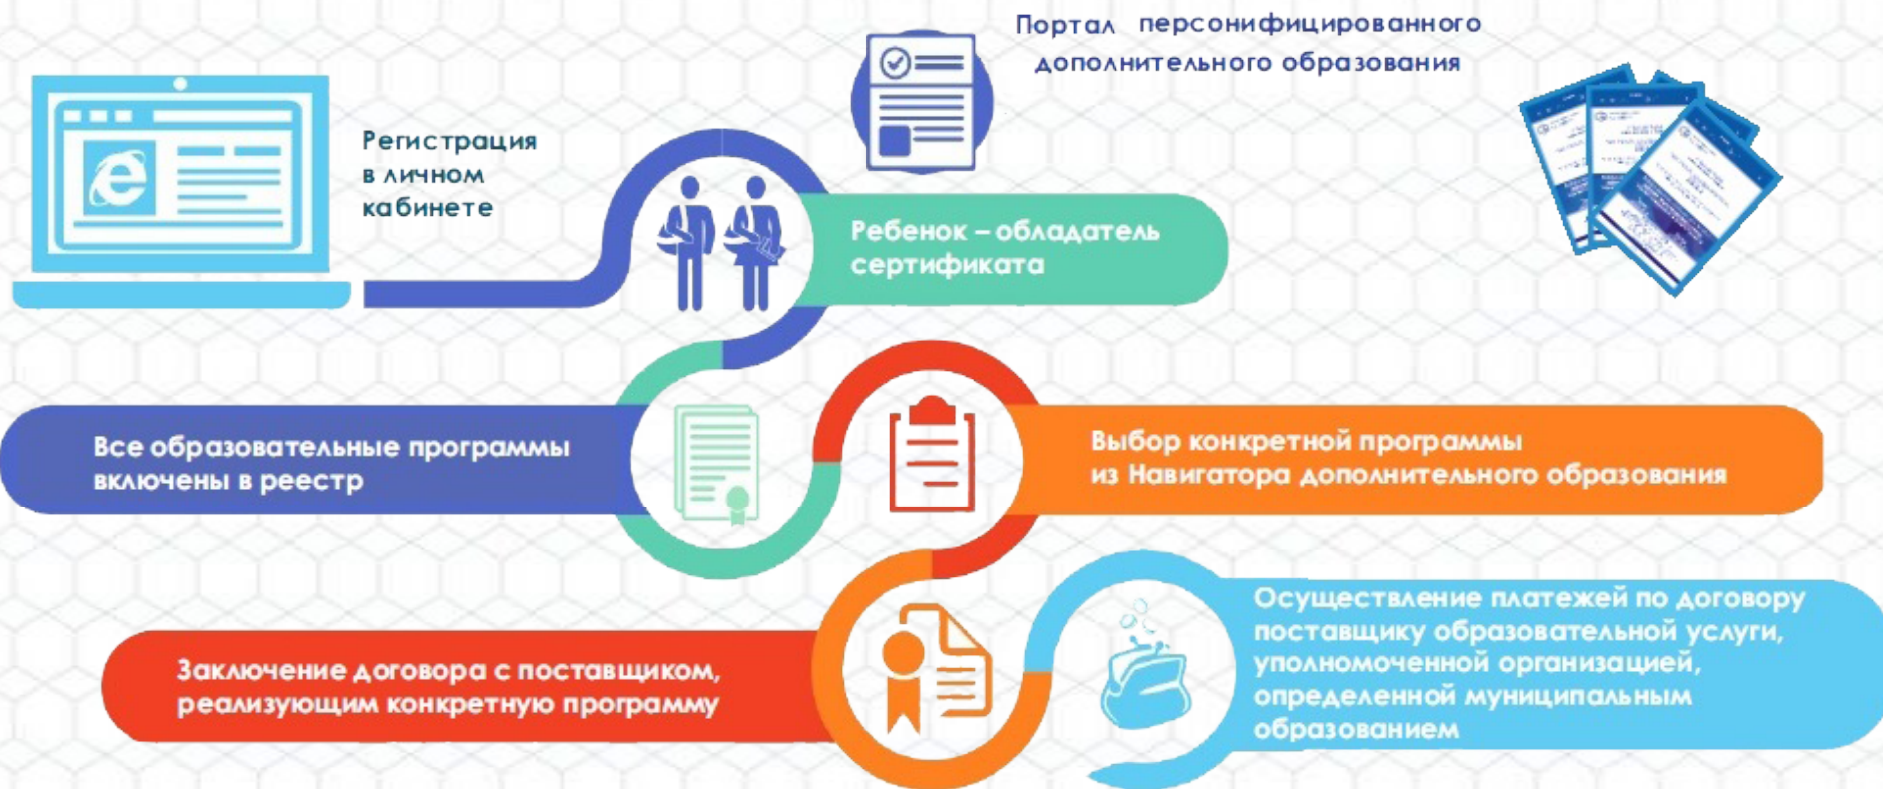 Портал персонифицированного
дополнительного образования
Регистрация
в личном
кабинете
Ребенок – обладатель
сертификата
Все образовательные программы
включены в реестр
Выбор конкретной программы
из Навигатора дополнительного образования
Заключение договора с поставщиком,
реализующим конкретную программу
Осуществление платежей по договору
поставщику образовательной услуги,
уполномоченной организацией,
определенной муниципальным
образованием